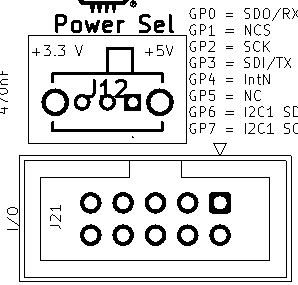 Power Sel
+3.3 V
+5V
J12
470nF
GP0 = SDO/RX
GP1 = NCS
GP2 = SCK
GP3 = SDI/TX
GP4 = IntN
GP5 = NC
GP6 = I2C1 SD
GP7 = I2C1 SC
I/O
J21